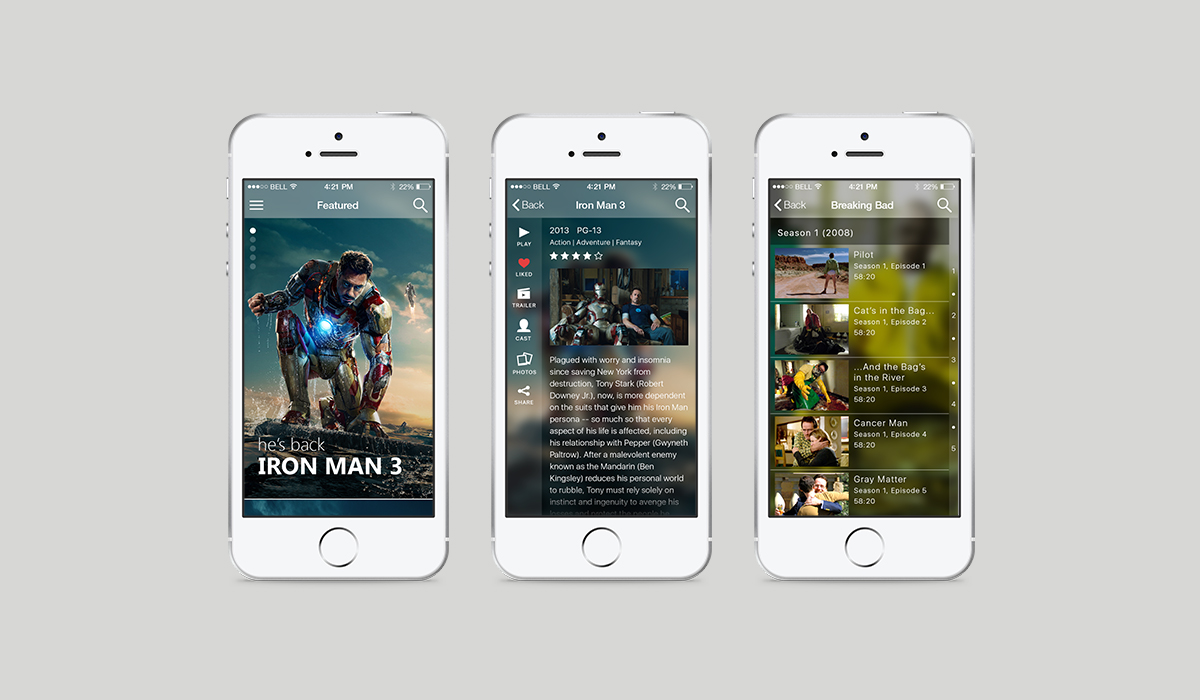 BELL 4:21 PM 22%
Featured
he's back
IRON MAN 3
BELL 4:21 PM 22%
Back Iron Man 3
2013 PG-13
Action | Adventure | Fantasy
PLAY
LIKED
TRAILER
CAST
PHOTOS
SHARE
Plagued with worry and insomnia
since saving New York from
destruction, Tony Stark (Robert
Downey Jr.), now, is more dependent
on the suits that give him his Iron Man
persona -- so much so that every
aspect of his life is affected, including
his relationship with Pepper (Gwyneth
Paltrow). After a malevolent enemy
known as the Mandarin (Ben
Kingsley) reduces his personal world
to rubble, Tony must rely solely on
instinct and ingenuity to avenge his
losses and protect the people he
BELL 4:21 PM 22%
Back Breaking Bad
Season 1 (2008)
Pilot
Season 1, Episode 1
58:20
Cat's in the Bag...
Season 1, Episode 2
58:20
...And the Bag's
in the River
Season 1, Episode 3
58:20
Cancer Man
Season 1, Episode 4
58:20
Gray Matter
Season 1, Episode 5
58:20
1
2
3
4
5